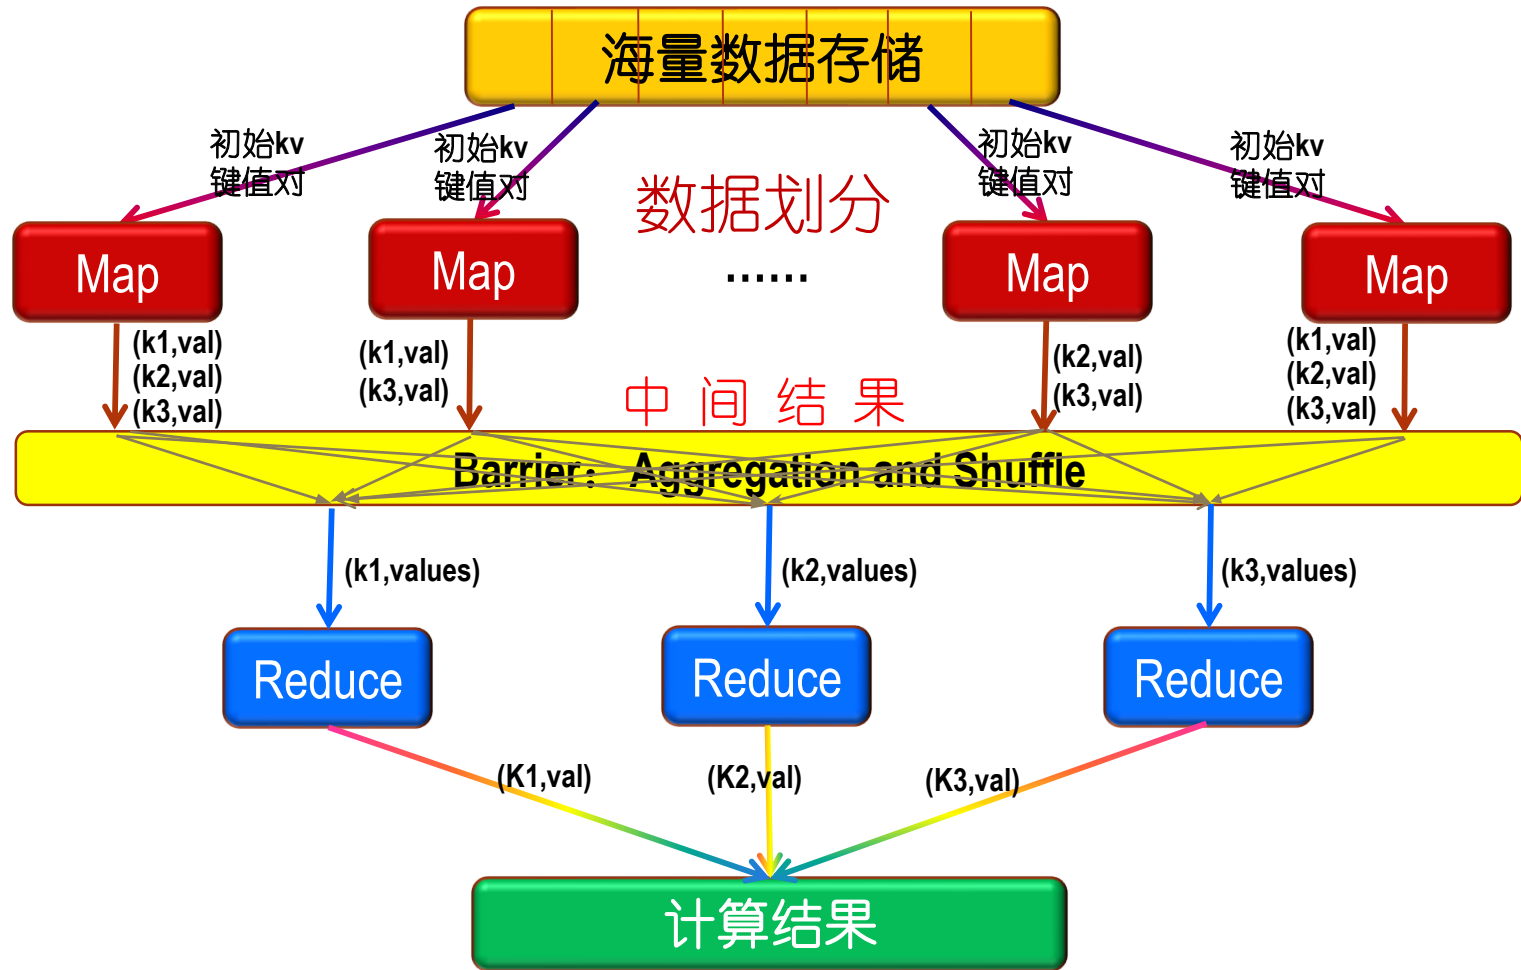 海量数据存储
初始kv
键值对
初始kv
键值对
初始kv
键值对
初始kv
键值对
数据划分
Map
Map
......
Map
Map
(k1,val)
(k2,val)
(k3,val)
(k1,val)
(k3,val)
中间结果
(k2,val)
(k3,val)
(k1,val)
(k2,val)
(k3,val)
Barrier： Aggregation and Shuffle
(k1,values)
(k2,values)
(k3,values)
Reduce
Reduce
Reduce
(K1,val)
(K2,val)
(K3,val)
计算结果